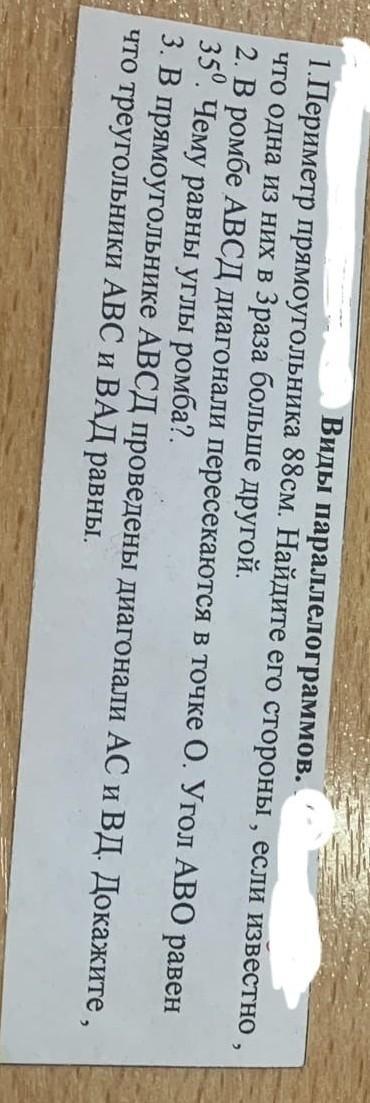 Виды параллелограммов.
1.Периметр прямоугольника 88см. Найдите его стороны , если известно ,
что одна из них в 3раза больше другой.
2. В ромбе АВСД диагонали пересекаются в точке О. Угол АВО равен
35⁰ . Чему равны углы ромба?.
3. В прямоугольнике АВСД проведены диагонали АС и ВД. Докажите ,
что треугольники АВС и ВАД равны.